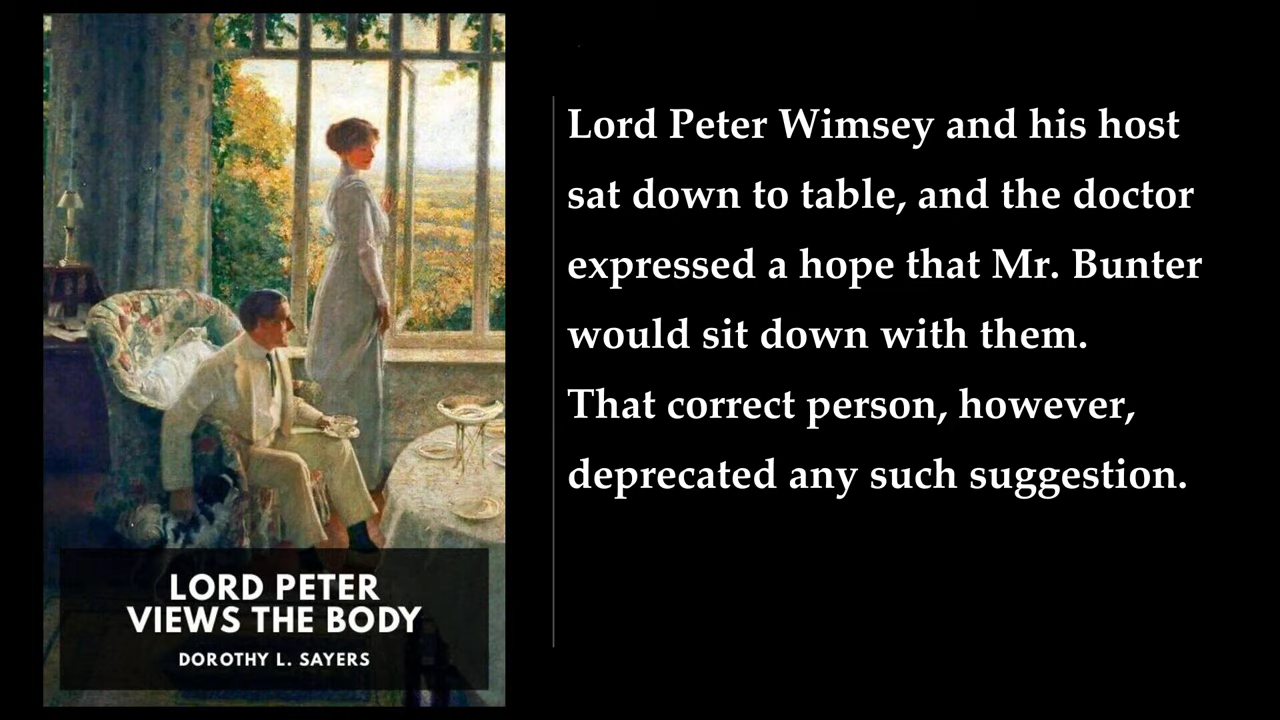 LORD PETER
VIEWS THE BODY
DOROTHY L. SAYERS
Lord Peter Wimsey and his host
sat down to table, and the doctor
expressed a hope that Mr. Bunter
would sit down with them.
That correct person, however,
deprecated any such suggestion.